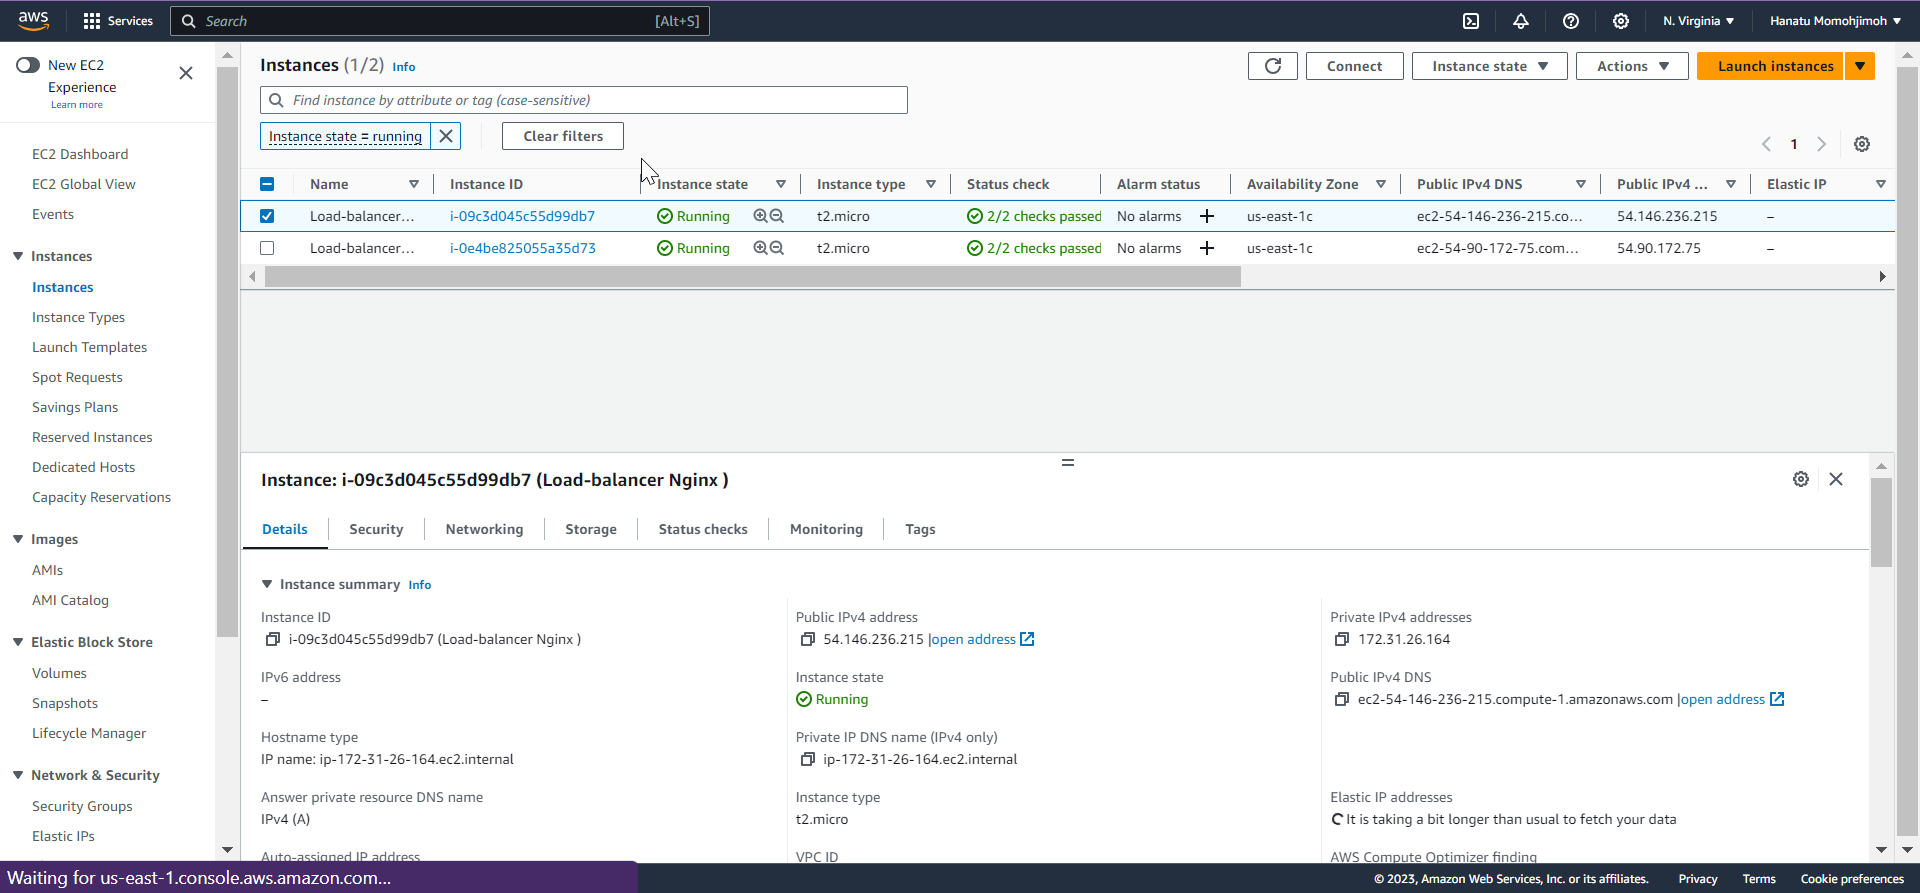 aws
Services
Search
[Alt+S]
N. Virginia
Hanatu Momohjimoh
New EC2
Experience
Learn more
EC2 Dashboard
EC2 Global View
Events
Instances
Instances
Instance Types
Launch Templates
Spot Requests
Savings Plans
Reserved Instances
Dedicated Hosts
Capacity Reservations
Images
AMIs
AMI Catalog
Elastic Block Store
Volumes
Snapshots
Lifecycle Manager
Network & Security
Security Groups
Elastic IPs
Instances (1/2) Info
Connect
Instance state
Actions
Launch instances
Find instance by attribute or tag (case-sensitive)
Instance state = running
Clear filters
1
Name Instance ID Instance state Instance type Status check Alarm status Availability Zone Public IPv4 DNS Public IPv4 ... Elastic IP
Load-balancer... i-09c3d045c55d99db7 Running t2.micro 2/2 checks passed No alarms + us-east-1c ec2-54-146-236-215.co... 54.146.236.215 –
Load-balancer... i-0e4be825055a35d73 Running t2.micro 2/2 checks passed No alarms + us-east-1c ec2-54-90-172-75.com... 54.90.172.75 –
Instance: i-09c3d045c55d99db7 (Load-balancer Nginx )
Details Security Networking Storage Status checks Monitoring Tags
Instance summary Info
Instance ID
i-09c3d045c55d99db7 (Load-balancer Nginx )
Public IPv4 address
54.146.236.215 |open address
Private IPv4 addresses
172.31.26.164
IPv6 address
–
Instance state
Running
Public IPv4 DNS
ec2-54-146-236-215.compute-1.amazonaws.com |open address
Hostname type
IP name: ip-172-31-26-164.ec2.internal
Private IP DNS name (IPv4 only)
ip-172-31-26-164.ec2.internal
Answer private resource DNS name
IPv4 (A)
Instance type
t2.micro
Elastic IP addresses
It is taking a bit longer than usual to fetch your data
Auto-assigned IP address
VPC ID
AWS Compute Optimizer finding
Waiting for us-east-1.console.aws.amazon.com...
© 2023, Amazon Web Services, Inc. or its affiliates.
Privacy
Terms
Cookie preferences